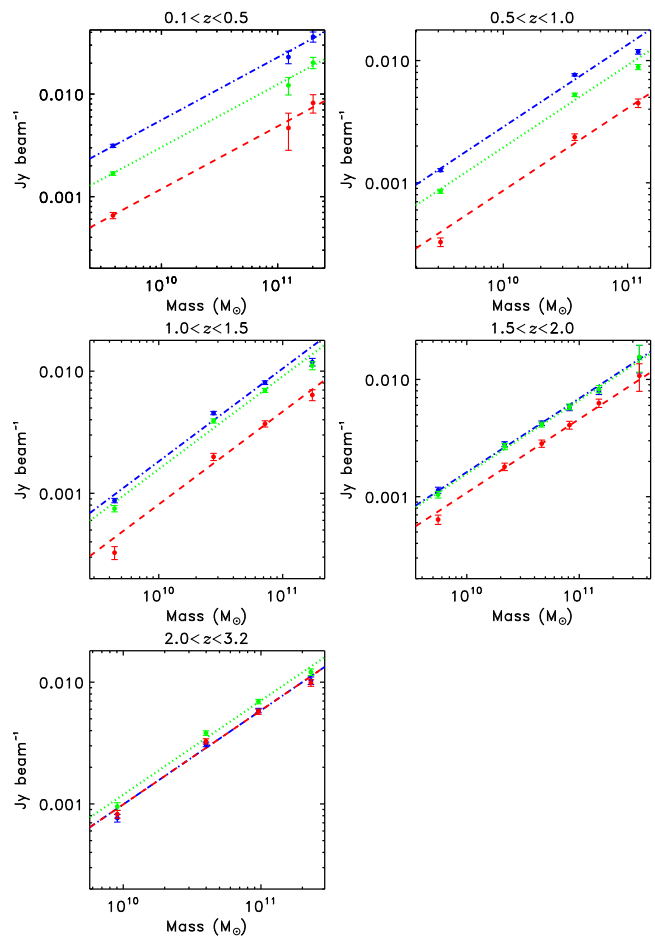 0.1<z<0.5
0.010
0.001
Jy beam⁻¹
10¹⁰
10¹¹
Mass (M☉)
0.5<z<1.0
0.010
0.001
Jy beam⁻¹
10¹⁰
10¹¹
Mass (M☉)
1.0<z<1.5
0.010
0.001
Jy beam⁻¹
10¹⁰
10¹¹
Mass (M☉)
1.5<z<2.0
0.010
0.001
Jy beam⁻¹
10¹⁰
10¹¹
Mass (M☉)
2.0<z<3.2
0.010
0.001
Jy beam⁻¹
10¹⁰
10¹¹
Mass (M☉)